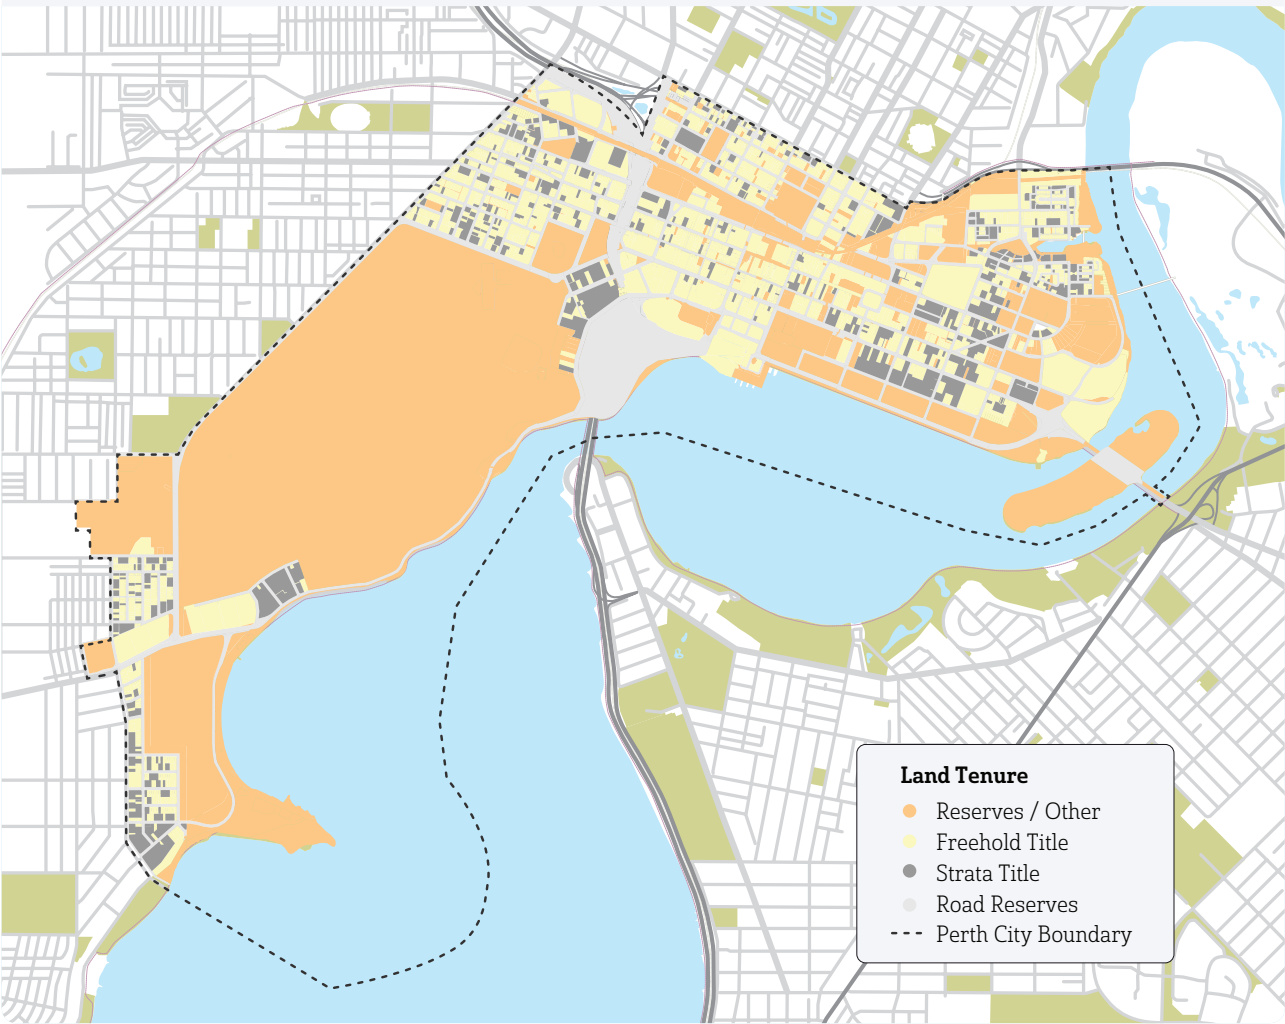 Land Tenure
Reserves / Other
Freehold Title
Strata Title
Road Reserves
Perth City Boundary